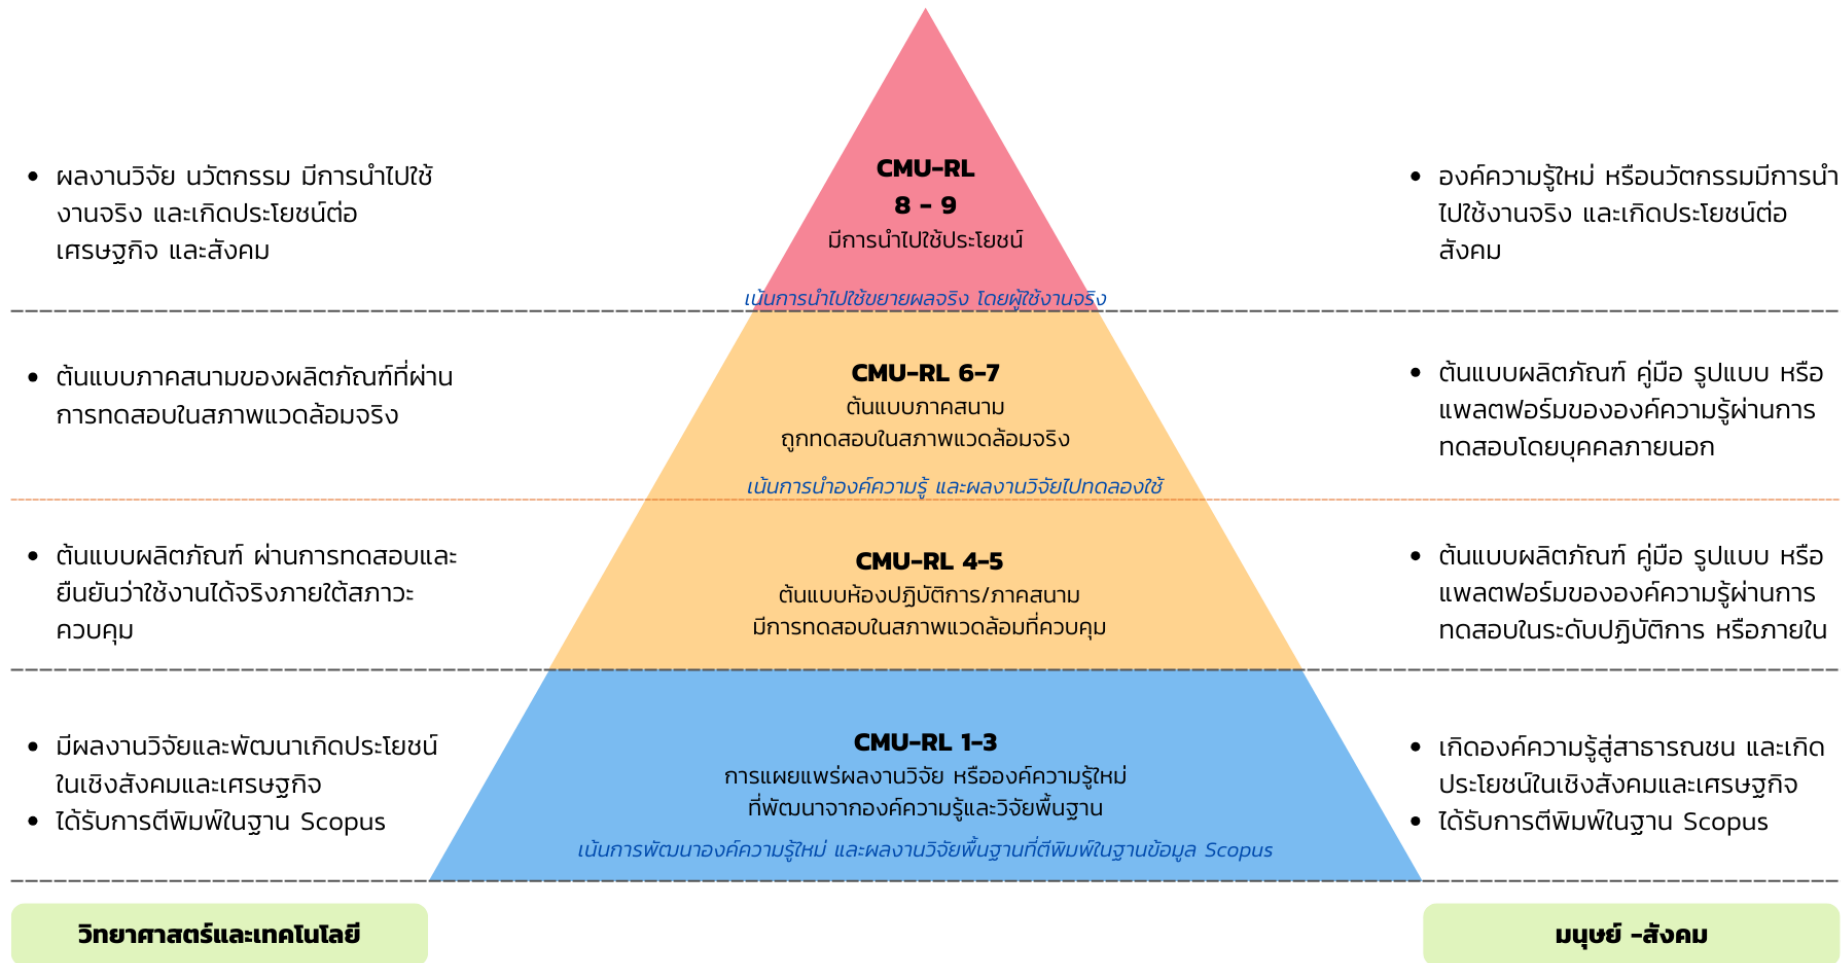 CMU-RL
8 - 9
มีการนำไปใช้ประโยชน์
เน้นการนำไปใช้ขยายผลจริง โดยผู้ใช้งานจริง
• ผลงานวิจัย นวัตกรรม มีการนำไปใช้
งานจริง และเกิดประโยชน์ต่อ
เศรษฐกิจ และสังคม
• องค์ความรู้ใหม่ หรือนวัตกรรมมีการนำ
ไปใช้งานจริง และเกิดประโยชน์ต่อ
สังคม
• ต้นแบบภาคสนามของผลิตภัณฑ์ที่ผ่าน
การทดสอบในสภาพแวดล้อมจริง
CMU-RL 6-7
ต้นแบบภาคสนาม
ถูกทดสอบในสภาพแวดล้อมจริง
เน้นการนำองค์ความรู้ และผลงานวิจัยไปทดลองใช้
• ต้นแบบผลิตภัณฑ์ คู่มือ รูปแบบ หรือ
แพลตฟอร์มขององค์ความรู้ผ่านการ
ทดสอบโดยบุคคลภายนอก
• ต้นแบบผลิตภัณฑ์ ผ่านการทดสอบและ
ยืนยันว่าใช้งานได้จริงภายใต้สภาวะ
ควบคุม
CMU-RL 4-5
ต้นแบบห้องปฏิบัติการ/ภาคสนาม
มีการทดสอบในสภาพแวดล้อมที่ควบคุม
• ต้นแบบผลิตภัณฑ์ คู่มือ รูปแบบ หรือ
แพลตฟอร์มขององค์ความรู้ผ่านการ
ทดสอบในระดับปฏิบัติการ หรือภายใน
• มีผลงานวิจัยและพัฒนาเกิดประโยชน์
ในเชิงสังคมและเศรษฐกิจ
• ได้รับการตีพิมพ์ในฐาน Scopus
CMU-RL 1-3
การแผยแพร่ผลงานวิจัย หรือองค์ความรู้ใหม่
ที่พัฒนาจากองค์ความรู้และวิจัยพื้นฐาน
เน้นการพัฒนาองค์ความรู้ใหม่ และผลงานวิจัยพื้นฐานที่ตีพิมพ์ในฐานข้อมูล Scopus
• เกิดองค์ความรู้สู่สาธารณชน และเกิด
ประโยชน์ในเชิงสังคมและเศรษฐกิจ
• ได้รับการตีพิมพ์ในฐาน Scopus
วิทยาศาสตร์และเทคโนโลยี
มนุษย์ -สังคม